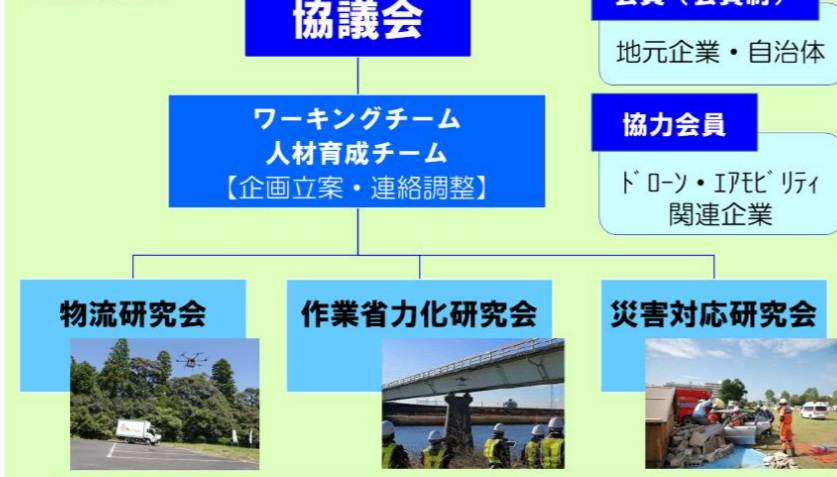 協議会
地元企業・自治体
ワーキングチーム
人材育成チーム
【企画立案・連絡調整】
協力会員
ﾄﾞﾛｰﾝ・ｴｱﾓﾋﾞﾘﾃｨ
関連企業
物流研究会
作業省力化研究会
災害対応研究会